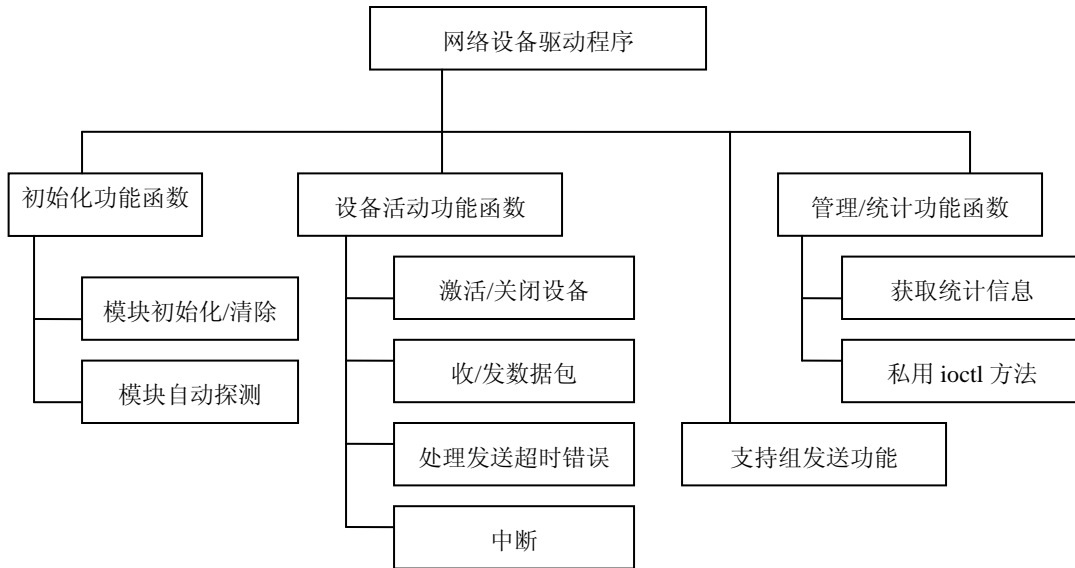 网络设备驱动程序
初始化功能函数
设备活动功能函数
管理/统计功能函数
模块初始化/清除
模块自动探测
激活/关闭设备
收/发数据包
处理发送超时错误
中断
获取统计信息
私用 ioctl 方法
支持组发送功能